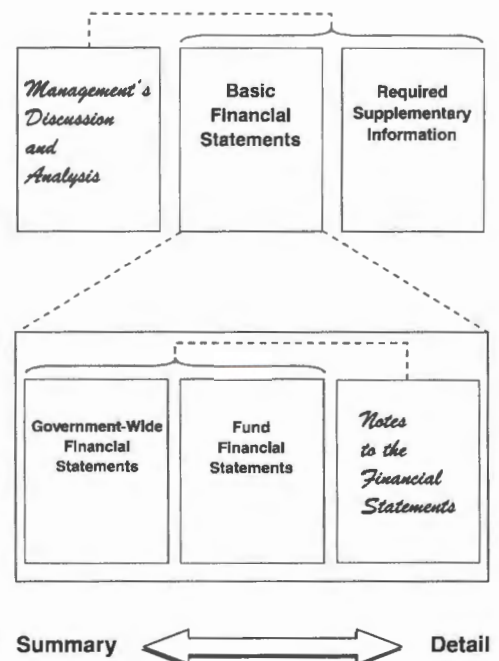 Management's
Discussion
and
Analysis
Basic
Financial
Statements
Required
Supplementary
Information
Government-Wide
Financial
Statements
Fund
Financial
Statements
Notes
to the
Financial
Statements
Summary
Detail